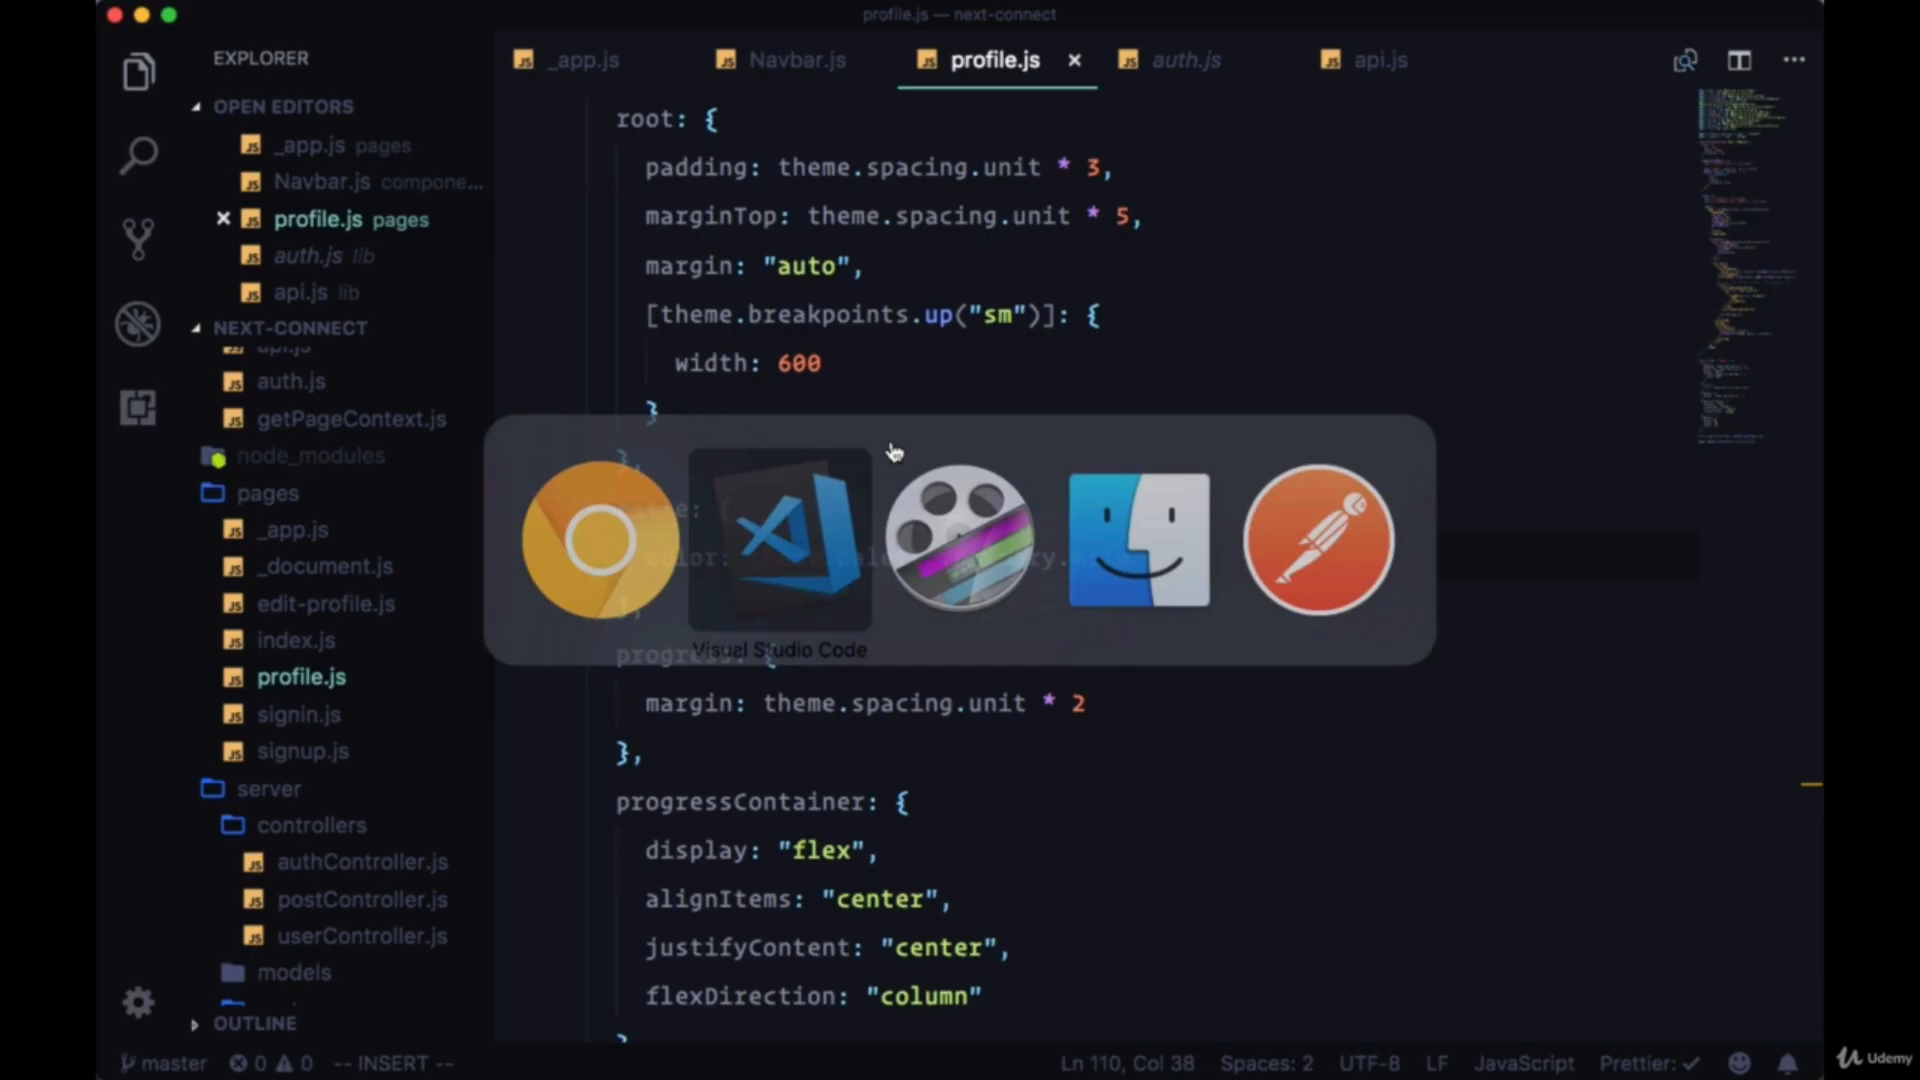 profile.js — next-connect
EXPLORER
OPEN EDITORS
_app.js pages
Navbar.js compone...
profile.js pages
auth.js lib
api.js lib
NEXT-CONNECT
api.js
auth.js
getPageContext.js
node_modules
pages
_app.js
_document.js
edit-profile.js
index.js
profile.js
signin.js
signup.js
server
controllers
authController.js
postController.js
userController.js
models
OUTLINE
_app.js
Navbar.js
profile.js
auth.js
api.js
root: {
padding: theme.spacing.unit * 3,
marginTop: theme.spacing.unit * 5,
margin: "auto",
[theme.breakpoints.up("sm")]: {
width: 600
}
},
color:
},
Visual Studio Code
progress: {
margin: theme.spacing.unit * 2
},
progressContainer: {
display: "flex",
alignItems: "center",
justifyContent: "center",
flexDirection: "column"
}
master
0
0
-- INSERT --
Ln 110, Col 38
Spaces: 2
UTF-8
LF
JavaScript
Prettier: ✓
Udemy